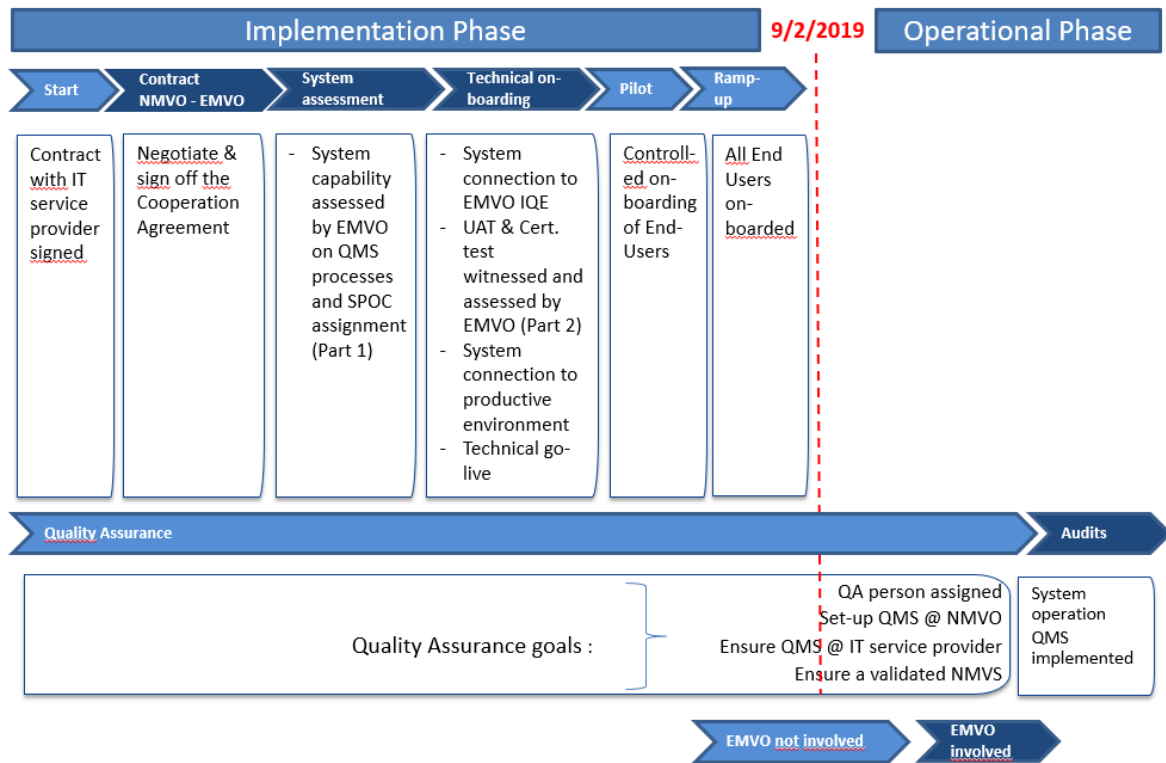 Implementation Phase
9/2/2019
Operational Phase
Start
Contract
NMVO - EMVO
System
assessment
Technical on-
boarding
Pilot
Ramp-
up
Contract
with IT
service
provider
signed
Negotiate &
sign off the
Cooperation
Agreement
- System
capability
assessed
by EMVO
on QMS
processes
and SPOC
assignment
(Part 1)
- System
connection to
EMVO IQE
- UAT & Cert.
test
witnessed and
assessed by
EMVO (Part 2)
- System
connection to
productive
environment
- Technical go-
live
Controll-
ed on-
boarding
of End-
Users
All End
Users
on-
boarded
Quality Assurance
Audits
Quality Assurance goals :
QA person assigned
Set-up QMS @ NMVO
Ensure QMS @ IT service provider
Ensure a validated NMVS
System
operation
QMS
implemented
EMVO not involved
EMVO
involved